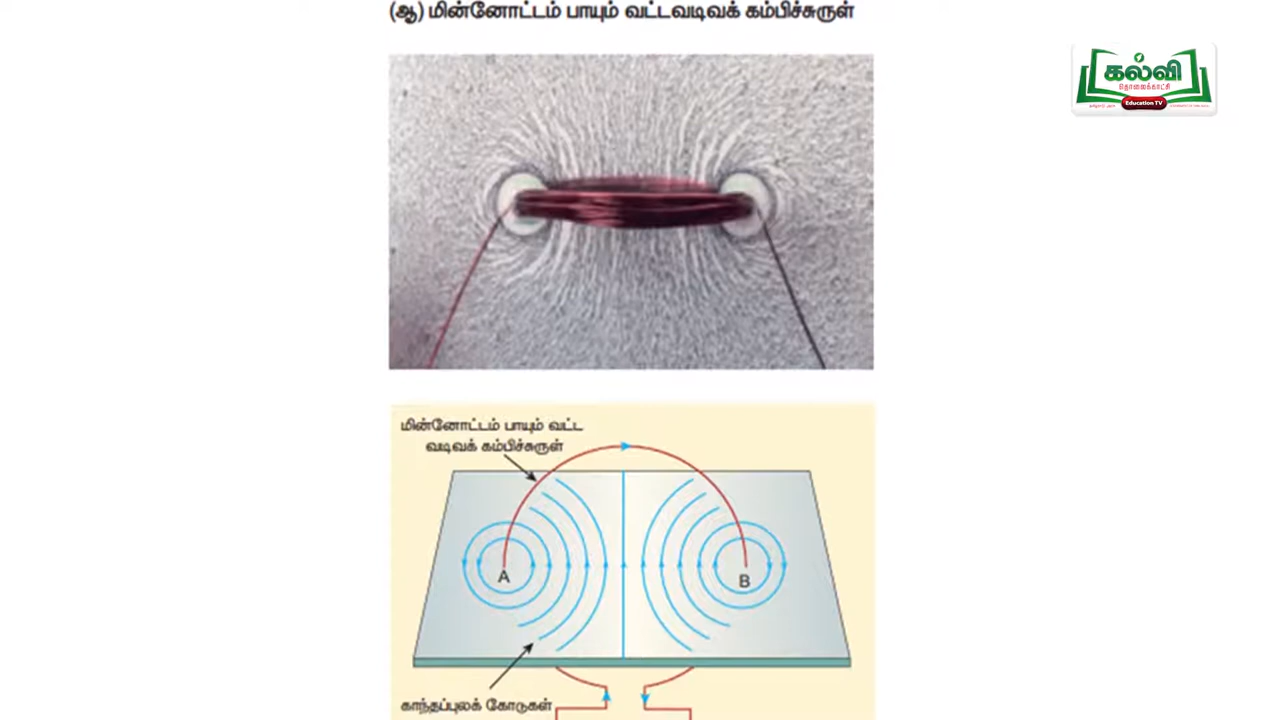 (ஆ) மின்னோட்டம் பாயும் வட்டவடிவக் கம்பிச்சுருள்
கல்வி
தொலைக்காட்சி
Education TV
மின்னோட்டம் பாயும் வட்ட
வடிவக் கம்பிச்சுருள்
A
B
காந்தப்புலக் கோடுகள்